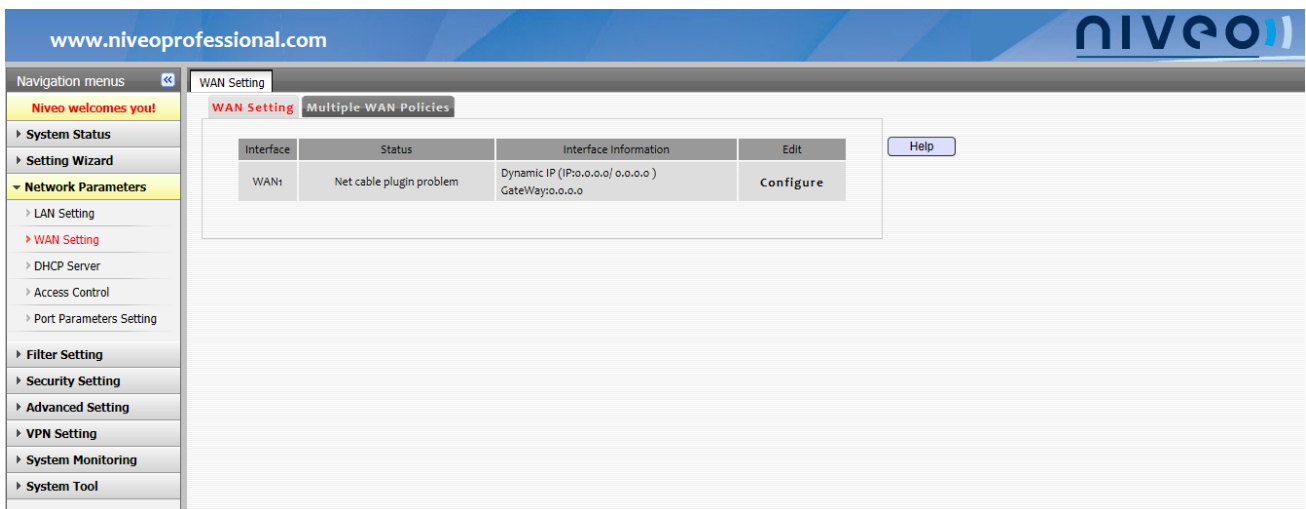 www.niveoprofessional.com
niveo
Navigation menus
WAN Setting
Niveo welcomes you!
WAN Setting Multiple WAN Policies
System Status
Setting Wizard
Network Parameters
LAN Setting
WAN Setting
DHCP Server
Access Control
Port Parameters Setting
Filter Setting
Security Setting
Advanced Setting
VPN Setting
System Monitoring
System Tool
Interface Status Interface Information Edit
WAN1 Net cable plugin problem Dynamic IP (IP:0.0.0.0/ 0.0.0.0 )
GateWay:0.0.0.0
Configure
Help